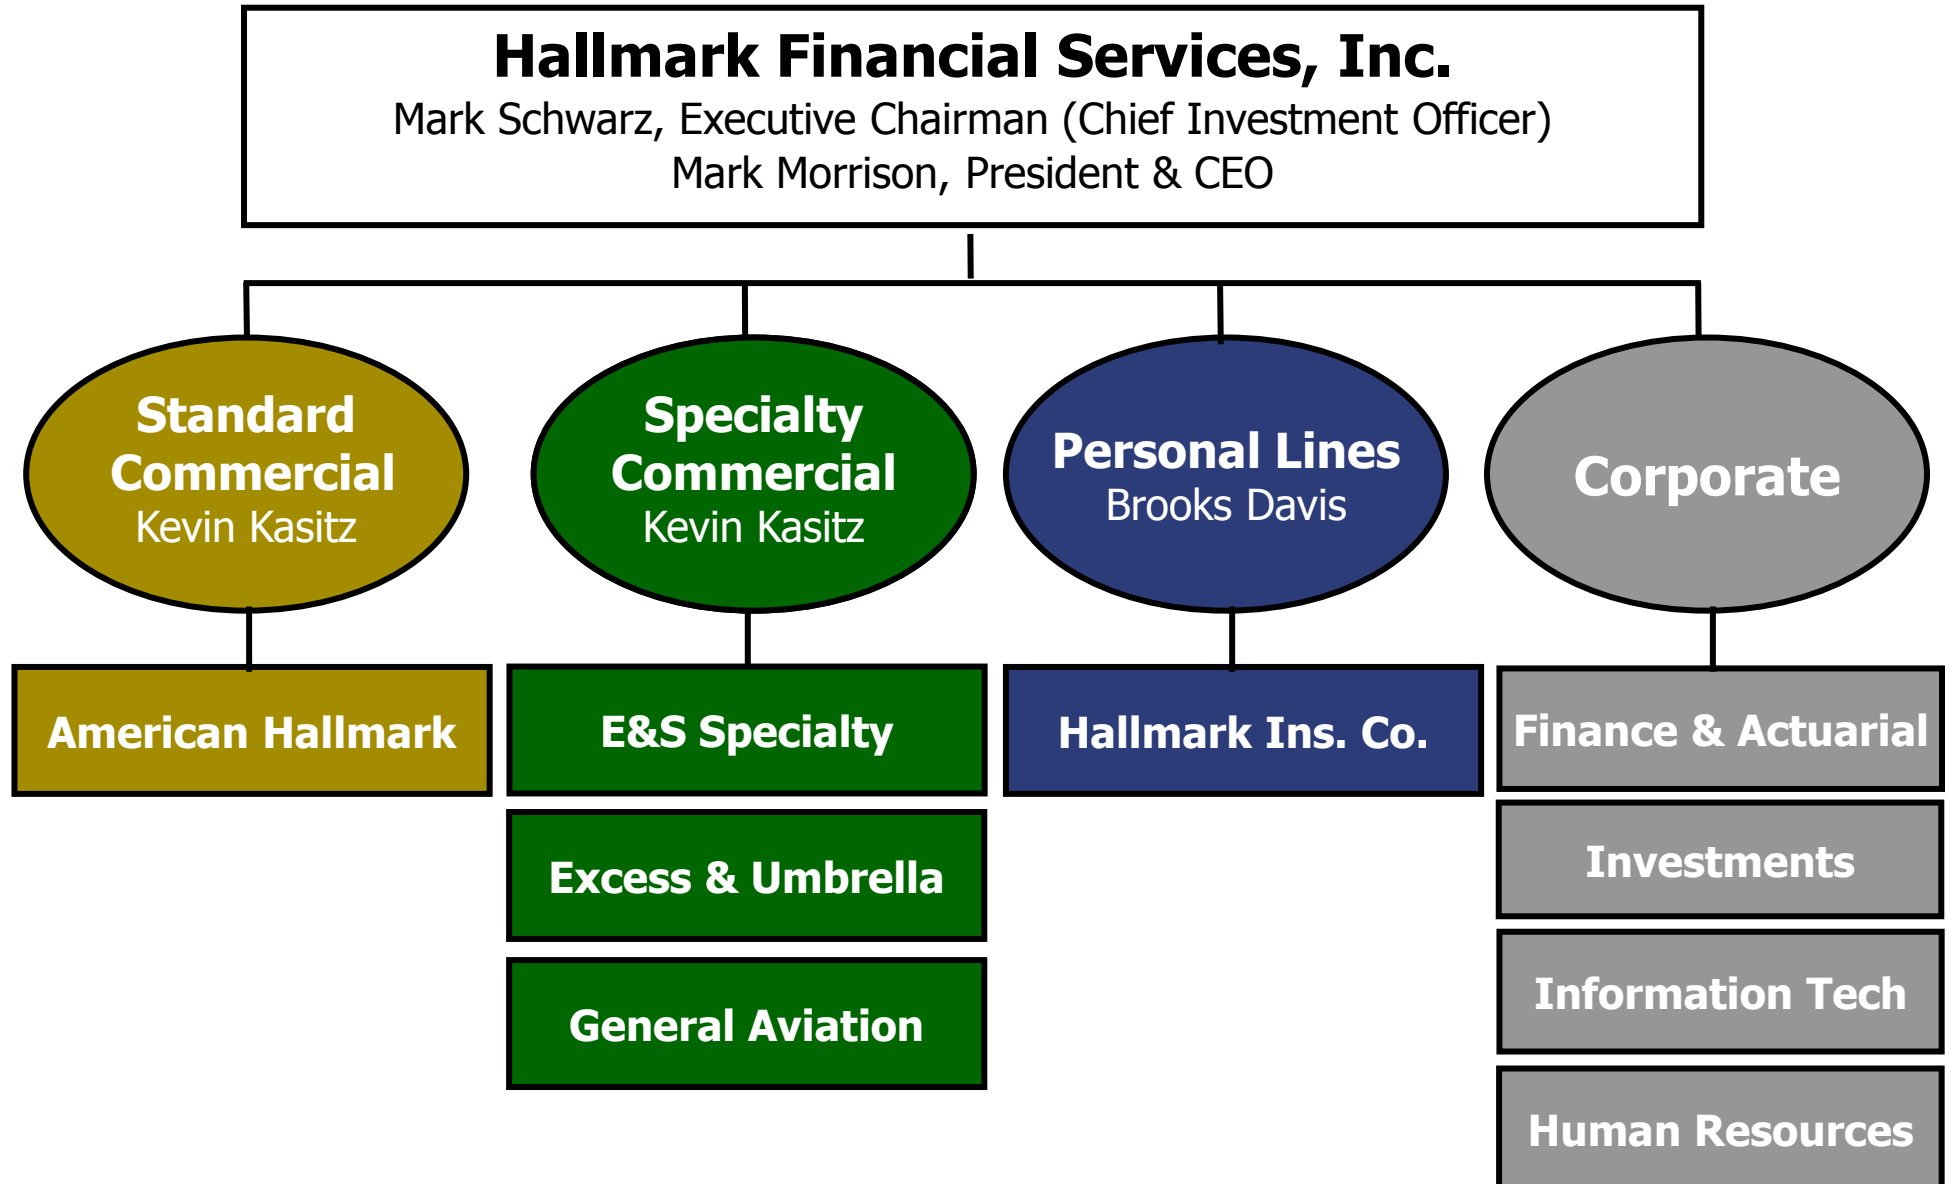 Hallmark Financial Services, Inc.
Mark Schwarz, Executive Chairman (Chief Investment Officer)
Mark Morrison, President & CEO
Standard
Commercial
Kevin Kasitz
Specialty
Commercial
Kevin Kasitz
Personal Lines
Brooks Davis
Corporate
American Hallmark
E&S Specialty
Hallmark Ins. Co.
Finance & Actuarial
Excess & Umbrella
Investments
General Aviation
Information Tech
Human Resources